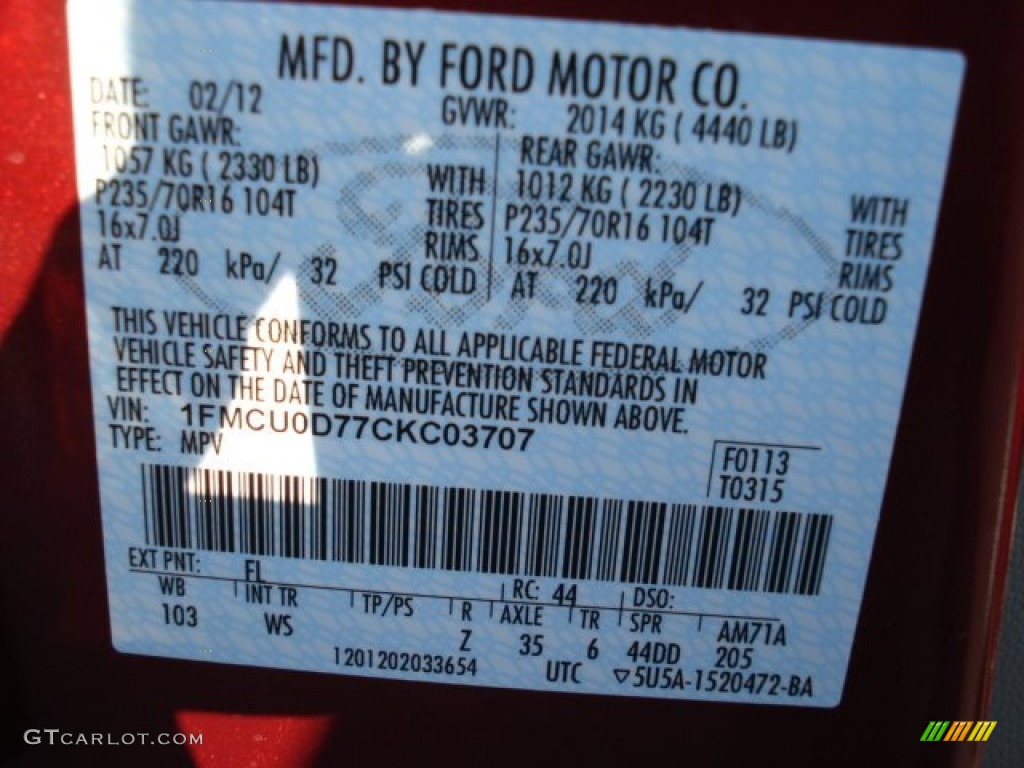 MFD. BY FORD MOTOR CO.
DATE: 02/12 GVWR: 2014 KG ( 4440 LB)
FRONT GAWR: REAR GAWR:
1057 KG ( 2330 LB) WITH 1012 KG ( 2230 LB) WITH
P235/70R16 104T TIRES P235/70R16 104T TIRES
16x7.0J RIMS 16x7.0J RIMS
AT 220 kPa/ 32 PSI COLD AT 220 kPa/ 32 PSI COLD
THIS VEHICLE CONFORMS TO ALL APPLICABLE FEDERAL MOTOR
VEHICLE SAFETY AND THEFT PREVENTION STANDARDS IN
EFFECT ON THE DATE OF MANUFACTURE SHOWN ABOVE.
VIN: 1FMCU0D77CKC03707
TYPE: MPV
F0113
T0315
EXT PNT: FL RC: 44 DSO:
WB INT TR TP/PS R AXLE TR SPR AM71A
103 WS Z 35 6 44DD 205
1201202033654 UTC ▽5U5A-1520472-BA
GTCARLOT.COM